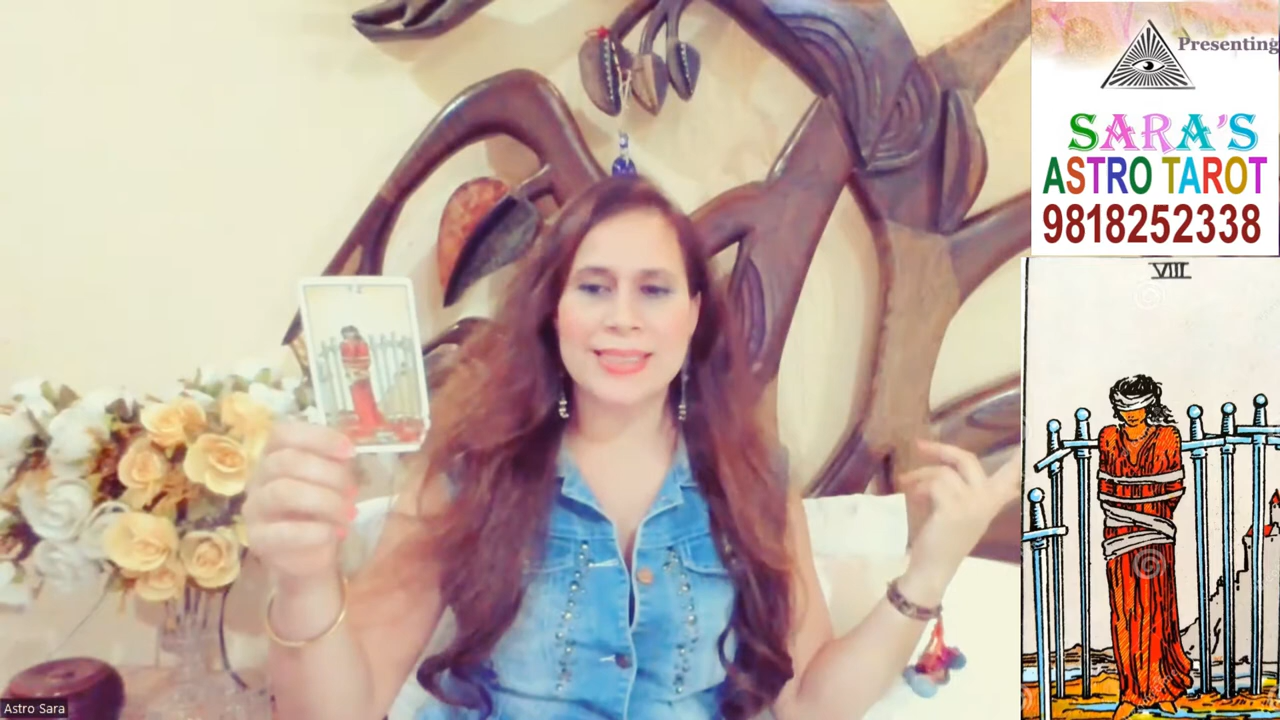 Presenting
SARA'S
ASTRO TAROT
9818252338
VIII
Astro Sara